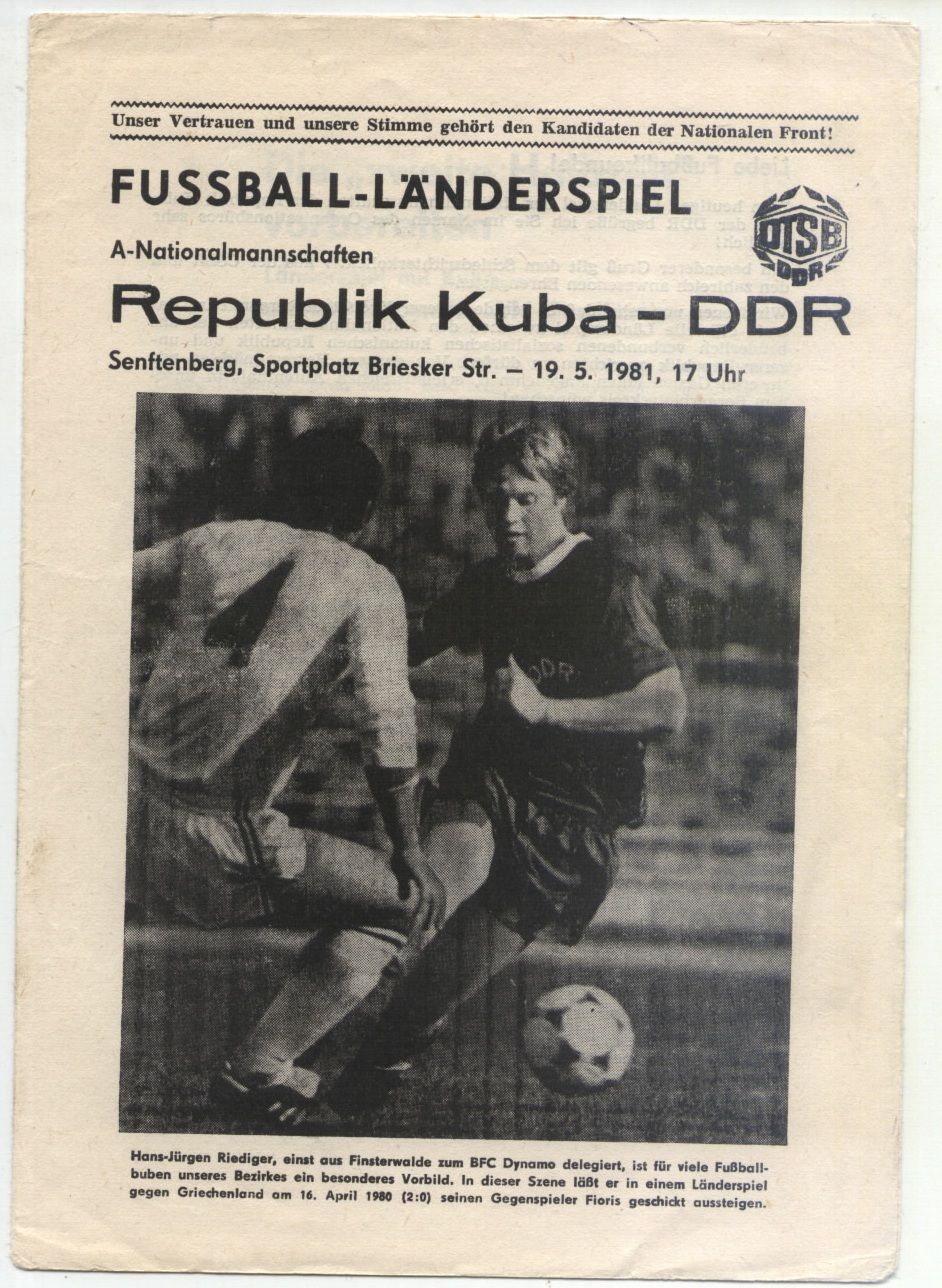 Unser Vertrauen und unsere Stimme gehört den Kandidaten der Nationalen Front!
FUSSBALL-LÄNDERSPIEL
DTSB
DDR
A-Nationalmannschaften
Republik Kuba - DDR
Senftenberg, Sportplatz Briesker Str. – 19. 5. 1981, 17 Uhr
DDR
Hans-Jürgen Riediger, einst aus Finsterwalde zum BFC Dynamo delegiert, ist für viele Fußball-
buben unseres Bezirkes ein besonderes Vorbild. In dieser Szene läßt er in einem Länderspiel
gegen Griechenland am 16. April 1980 (2:0) seinen Gegenspieler Fioris geschickt aussteigen.